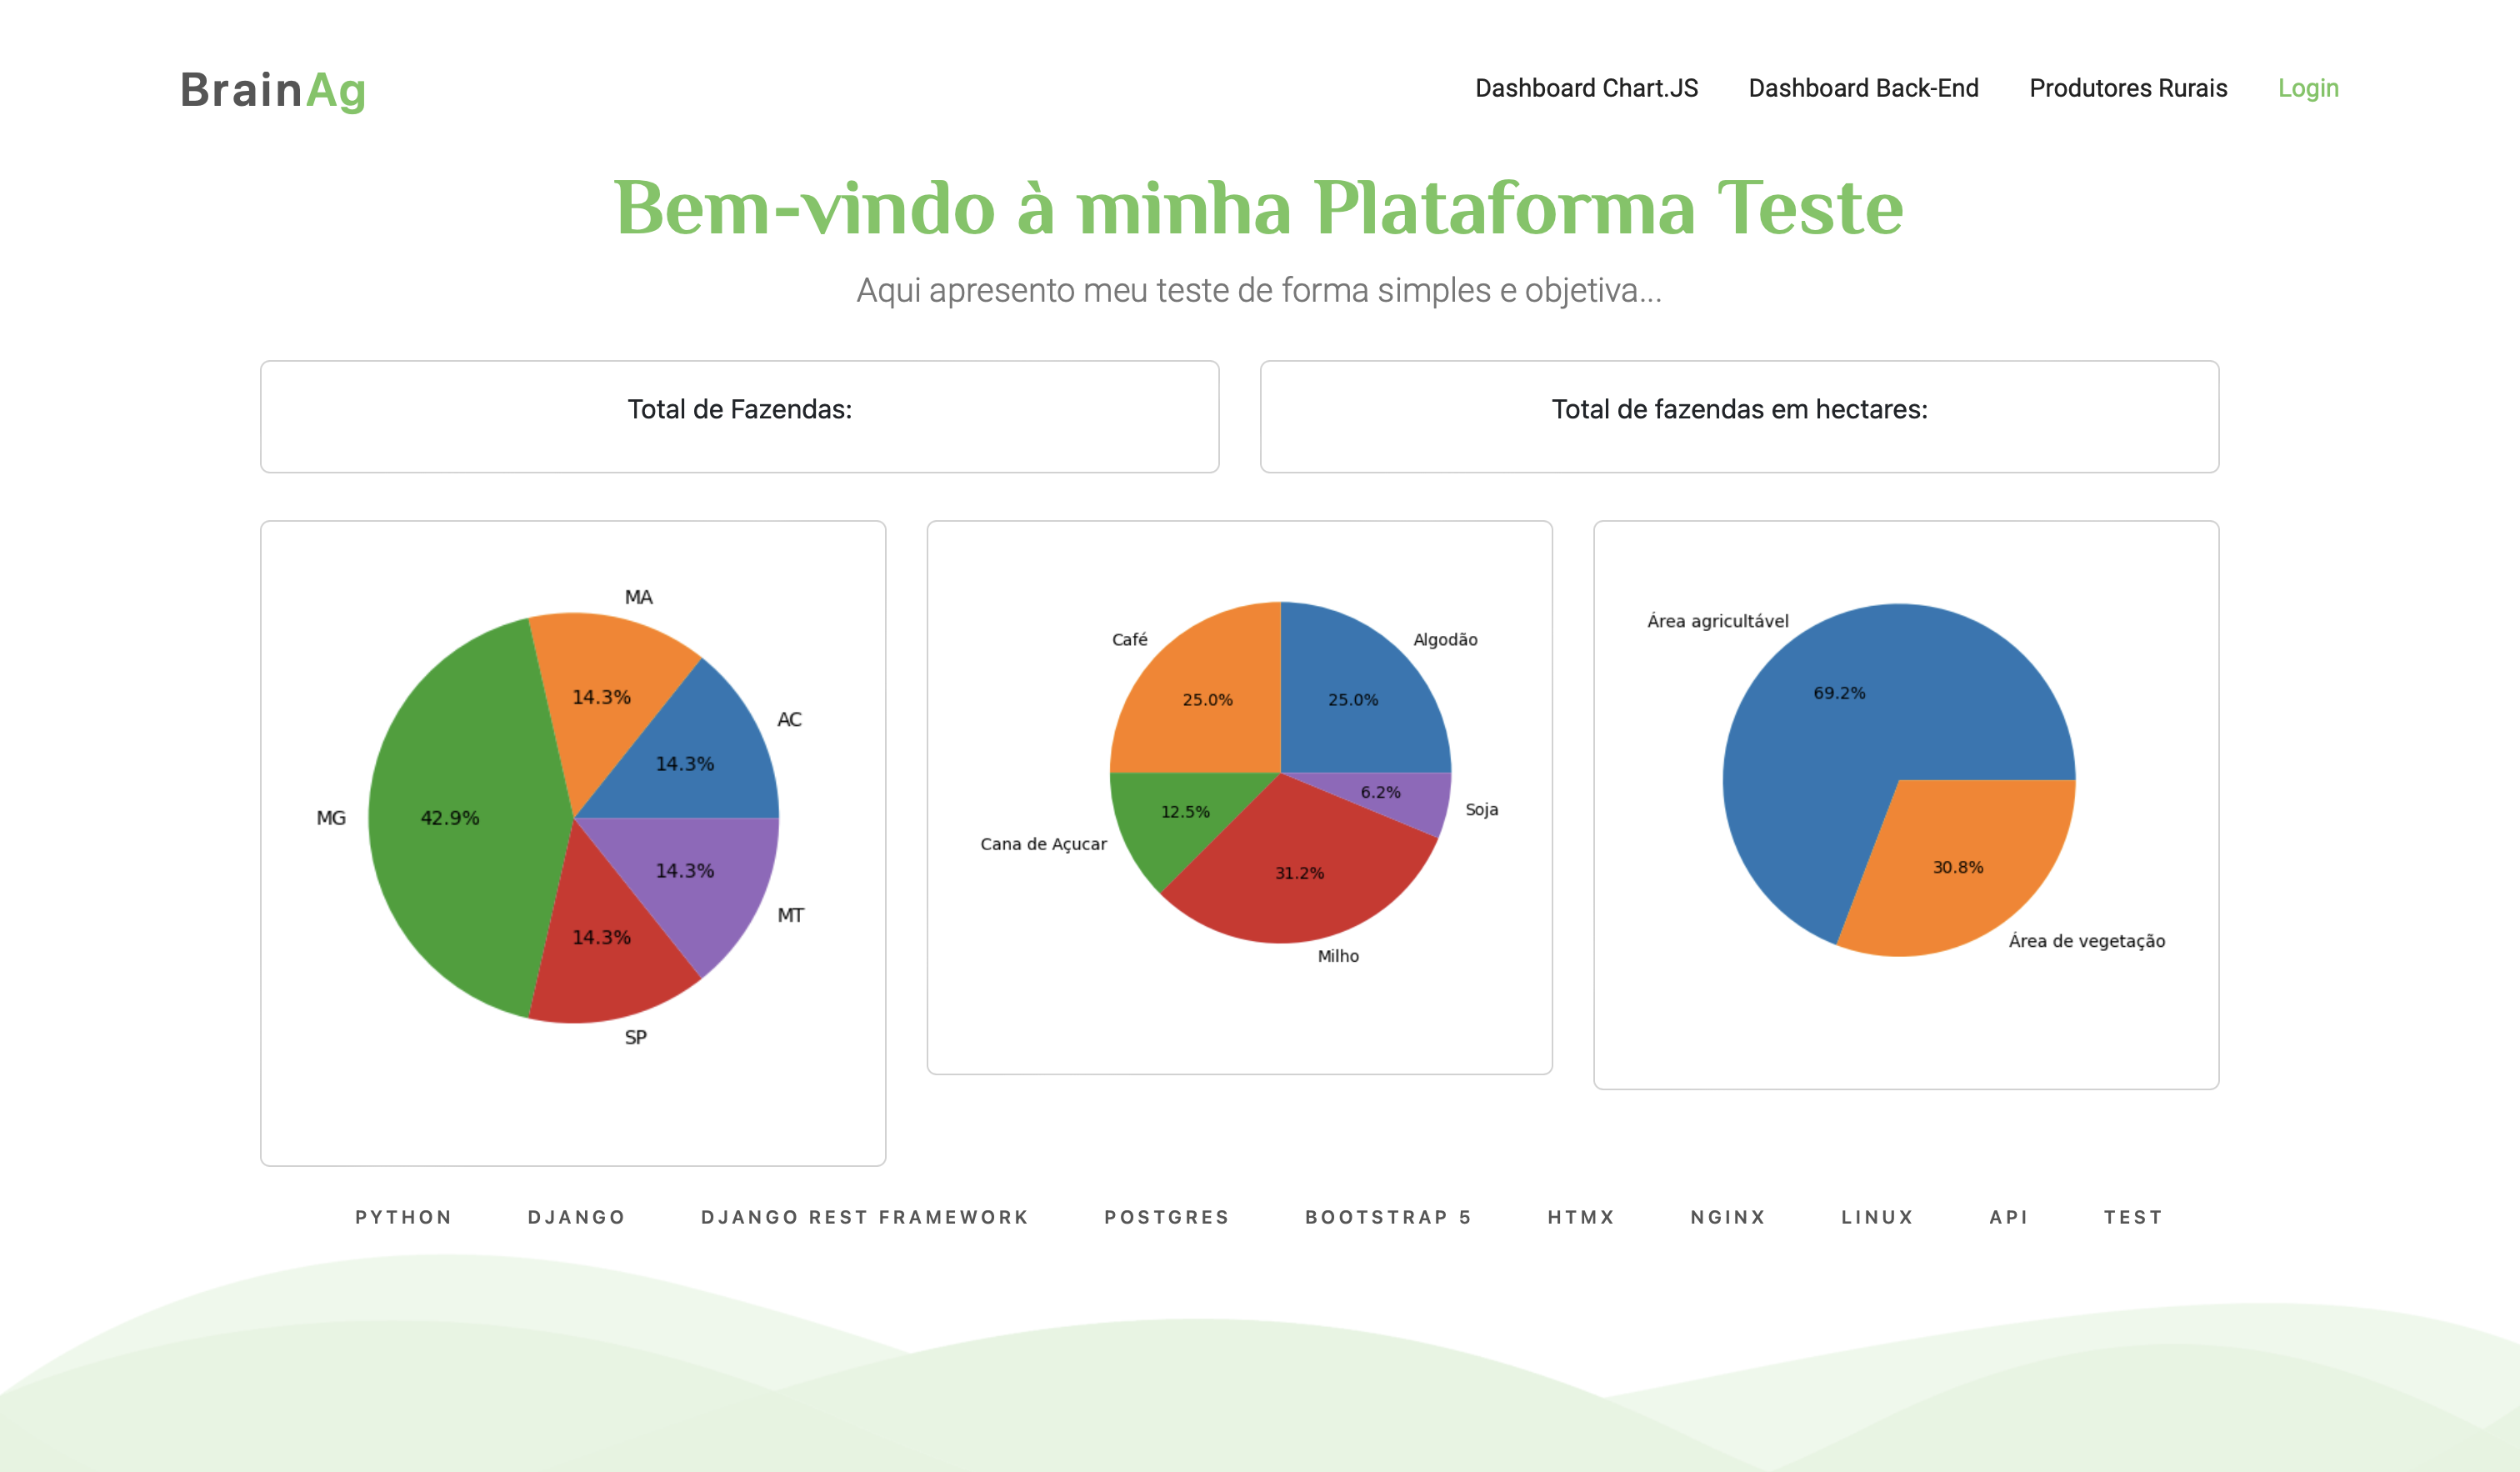 BrainAg
Dashboard Chart.JS
Dashboard Back-End
Produtores Rurais
Login
Bem-vindo à minha Plataforma Teste
Aqui apresento meu teste de forma simples e objetiva...
Total de Fazendas:
Total de fazendas em hectares:
MA
14.3%
AC
14.3%
MG
42.9%
14.3%
MT
14.3%
SP
Café
Algodão
25.0%
25.0%
6.2%
Soja
12.5%
Cana de Açucar
31.2%
Milho
Área agricultável
69.2%
30.8%
Área de vegetação
PYTHON
DJANGO
DJANGO REST FRAMEWORK
POSTGRES
BOOTSTRAP 5
HTMX
NGINX
LINUX
API
TEST